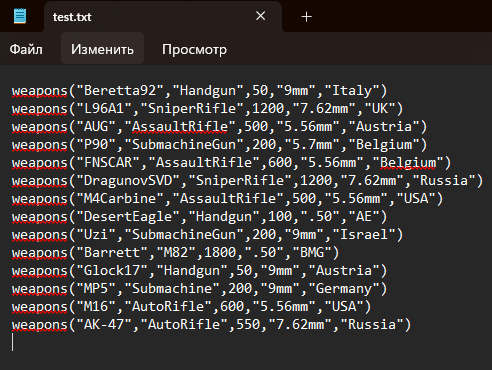 test.txt
Файл Изменить Просмотр
weapons("Beretta92","Handgun",50,"9mm","Italy")
weapons("L96A1","SniperRifle",1200,"7.62mm","UK")
weapons("AUG","AssaultRifle",500,"5.56mm","Austria")
weapons("P90","SubmachineGun",200,"5.7mm","Belgium")
weapons("FNSCAR","AssaultRifle",600,"5.56mm","Belgium")
weapons("DragunovSVD","SniperRifle",1200,"7.62mm","Russia")
weapons("M4Carbine","AssaultRifle",500,"5.56mm","USA")
weapons("DesertEagle","Handgun",100,".50","AE")
weapons("Uzi","SubmachineGun",200,"9mm","Israel")
weapons("Barrett","M82",1800,".50","BMG")
weapons("Glock17","Handgun",50,"9mm","Austria")
weapons("MP5","Submachine",200,"9mm","Germany")
weapons("M16","AutoRifle",600,"5.56mm","USA")
weapons("AK-47","AutoRifle",550,"7.62mm","Russia")